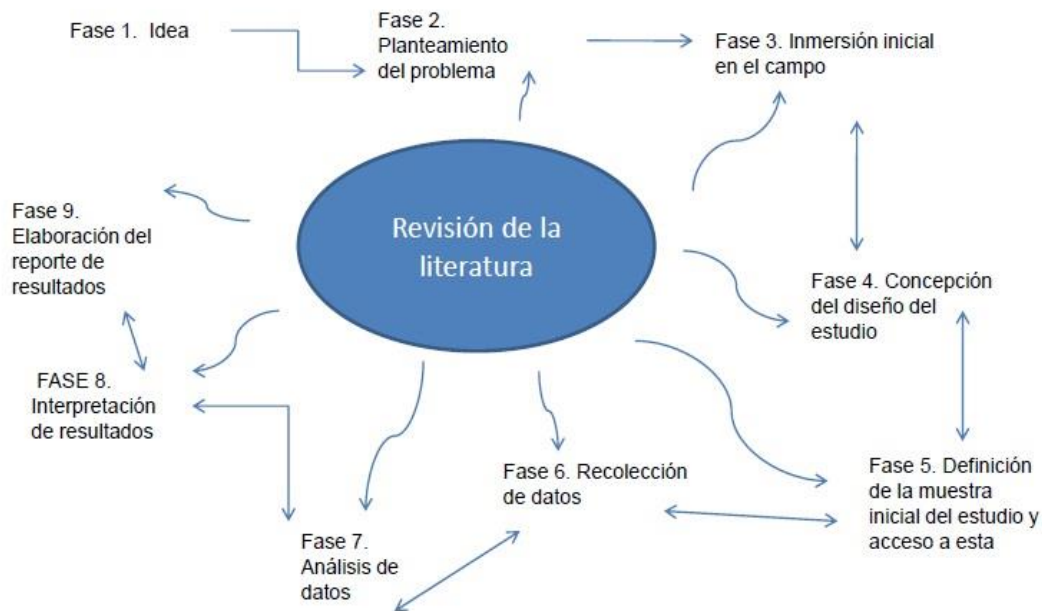 Fase 1.  Idea
Fase 2.
Planteamiento
del problema
Fase 3. Inmersión inicial
en el campo
Revisión de la
literatura
Fase 4. Concepción
del diseño del
estudio
Fase 5. Definición
de la muestra
inicial del estudio y
acceso a esta
Fase 6. Recolección
de datos
Fase 7.
Análisis de
datos
FASE 8.
Interpretación
de resultados
Fase 9.
Elaboración del
reporte de
resultados